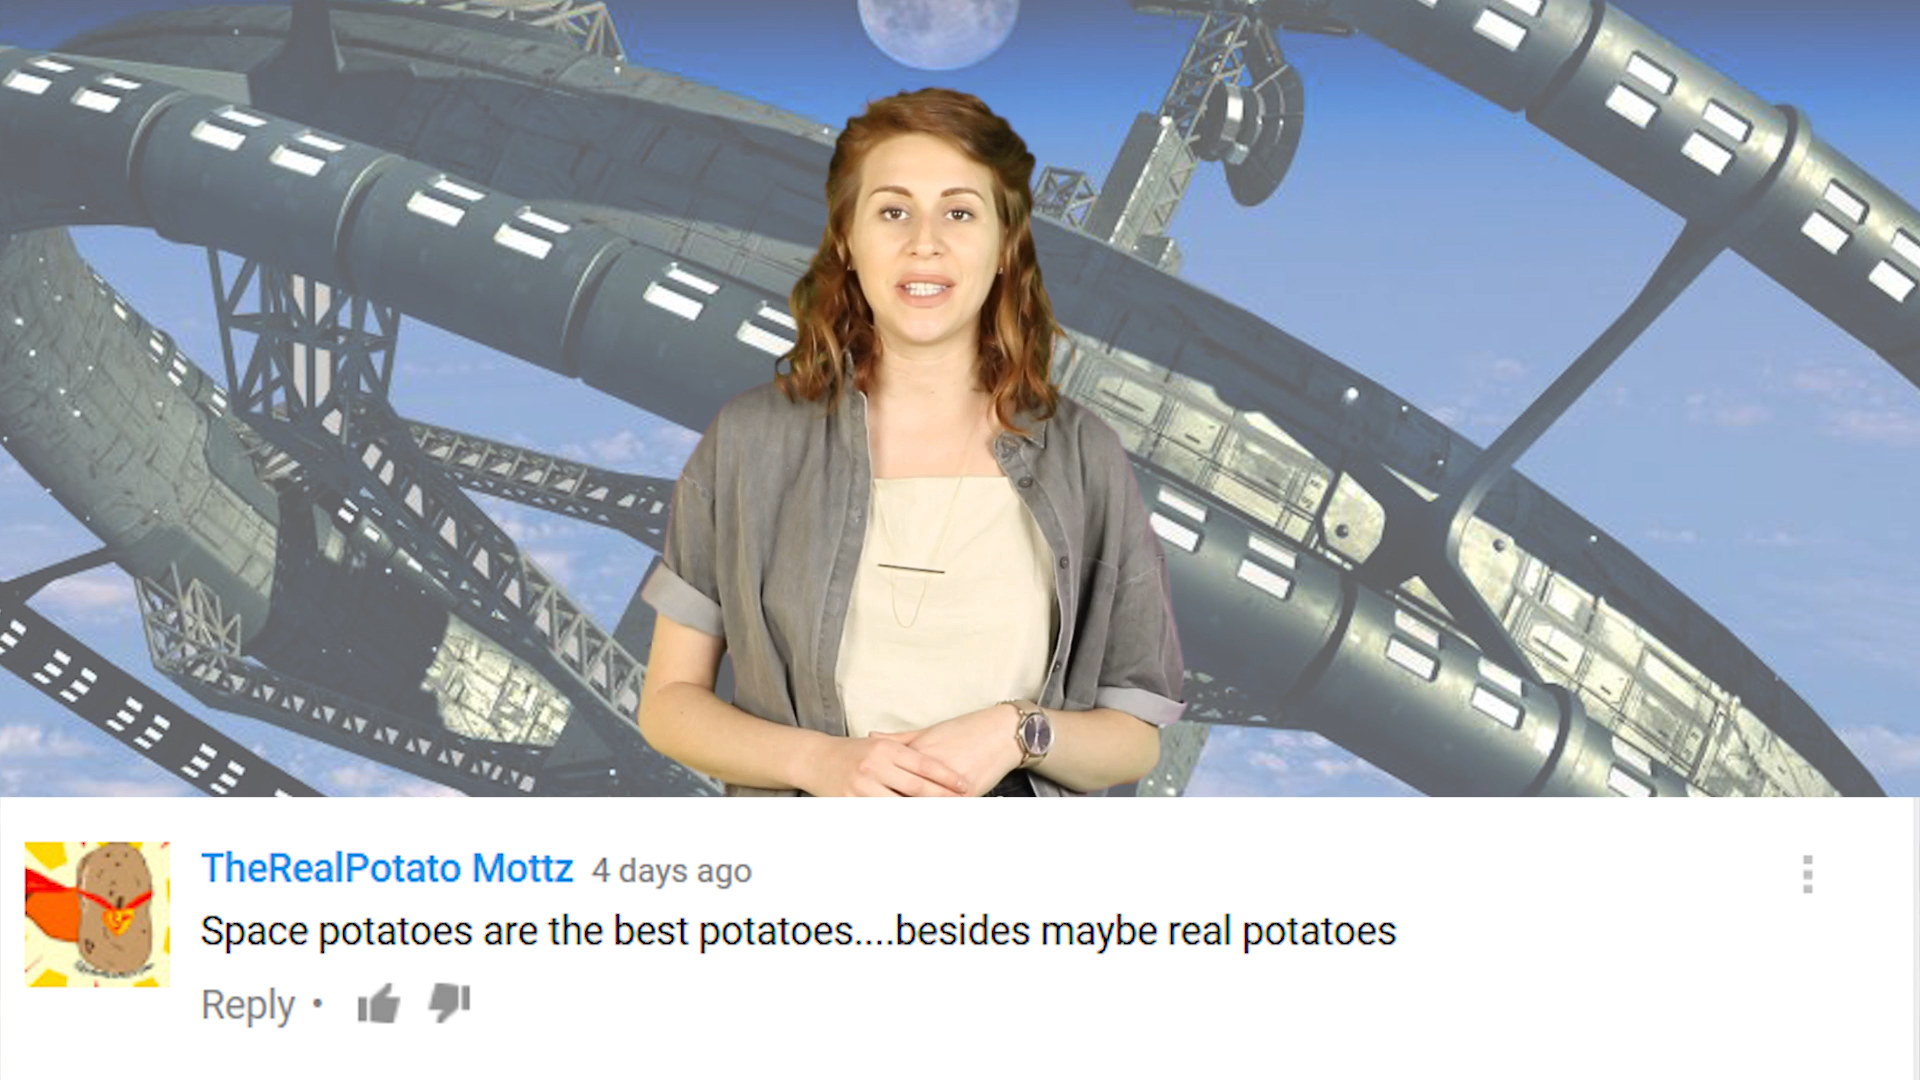 TheRealPotato Mottz 4 days ago
Space potatoes are the best potatoes....besides maybe real potatoes
Reply •